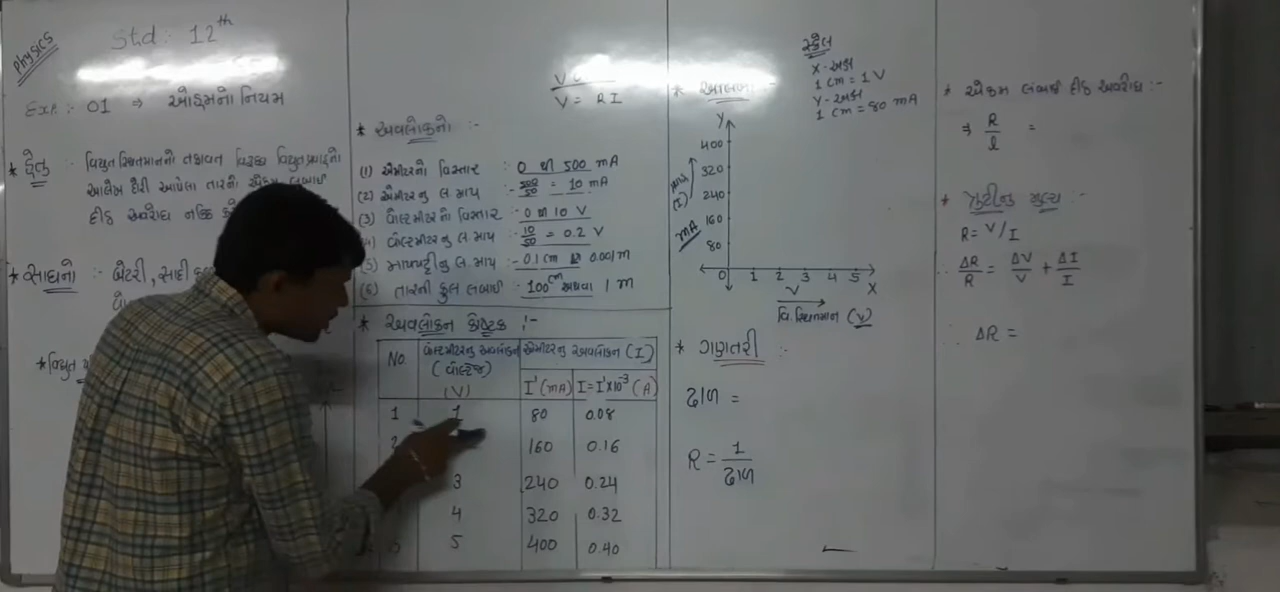 Physics
Std : 12th
Exp. :- 01 ⇒ ઓહમનો નિયમ
* હેતુ :- વિદ્યુત સ્થિતિમાનનો તફાવત વિરુદ્ધ વિદ્યુત પ્રવાહનો
આલેખ દોરી આપેલા તારનો એકમ લંબાઈ
દીઠ અવરોધ
* સાધનો :- બેટરી, સાદી
* વિદ્યુત
V = RI
* અવલોકનો :-
(1) એમીટરનો વિસ્તાર : 0 થી 500 mA
(2) એમીટરનુ લ.માપ :- 500/50 = 10 mA
(3) વોલ્ટમીટરનો વિસ્તાર :- 0 થી 10 V
(4) વોલ્ટમીટરનુ લ.માપ :- 10/50 = 0.2 V
(5) માપપટ્ટીનુ લ.માપ :- 0.1 cm 0.001 m
(6) તારની કુલ લંબાઈ : 100 cm અથવા 1 m
* અવલોકન કોષ્ટક :-
No. વોલ્ટમીટરનુ અવલોકન એમીટરનુ અવલોકન (I)
(વોલ્ટેજ)
(V) I' (mA) I=I'×10⁻³ (A)
1 1 80 0.08
2 160 0.16
3 240 0.24
4 320 0.32
5 400 0.40
* આલેખ :-
સ્કેલ
X-અક્ષ
1 cm = 1 V
Y-અક્ષ
1 cm = 80 mA
Y
400
320
240
160
80
(I)
mA
0 1 2 3 4 5 X
V
વિ.સ્થિતિમાન (V)
* ગણતરી :-
ઢાળ =
R = 1/ઢાળ
* એકમ લંબાઈ દીઠ અવરોધ :-
⇒ R/l =
* ત્રુટીનુ મુલ્ય :-
R = V/I
∴ ΔR/R = ΔV/V + ΔI/I
∴ ΔR =